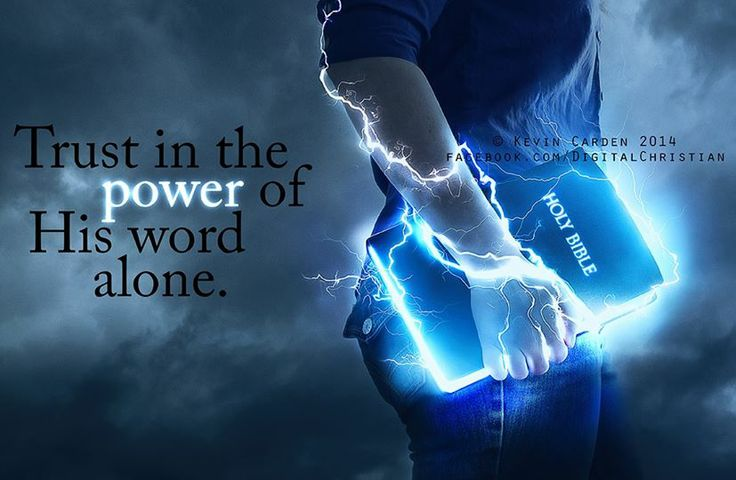 Trust in the
power of
His word
alone.
© Kevin Carden 2014
facebook.com/DigitalChristian
HOLY BIBLE